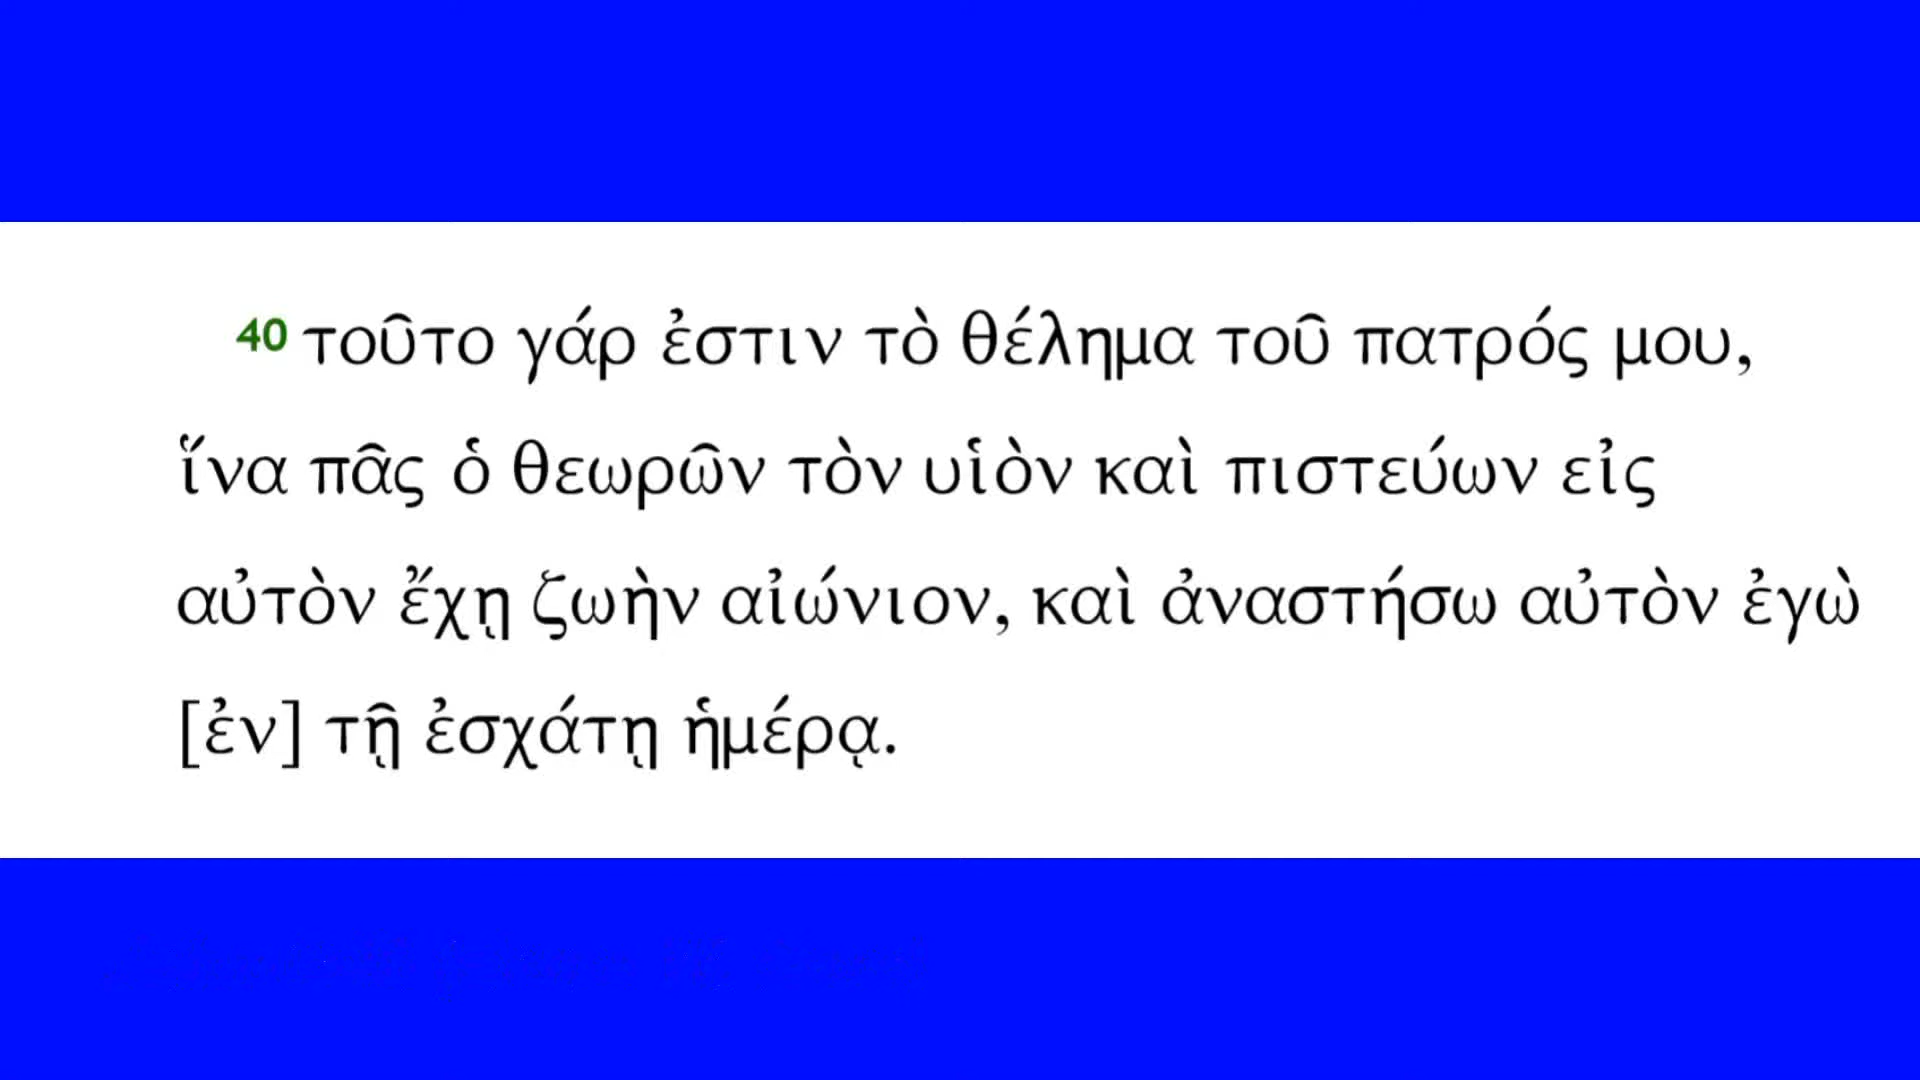 40 τοῦτο γάρ ἐστιν τὸ θέλημα τοῦ πατρός μου,
ἵνα πᾶς ὁ θεωρῶν τὸν υἱὸν καὶ πιστεύων εἰς
αὐτὸν ἔχῃ ζωὴν αἰώνιον, καὶ ἀναστήσω αὐτὸν ἐγὼ
[ἐν] τῇ ἐσχάτῃ ἡμέρᾳ.